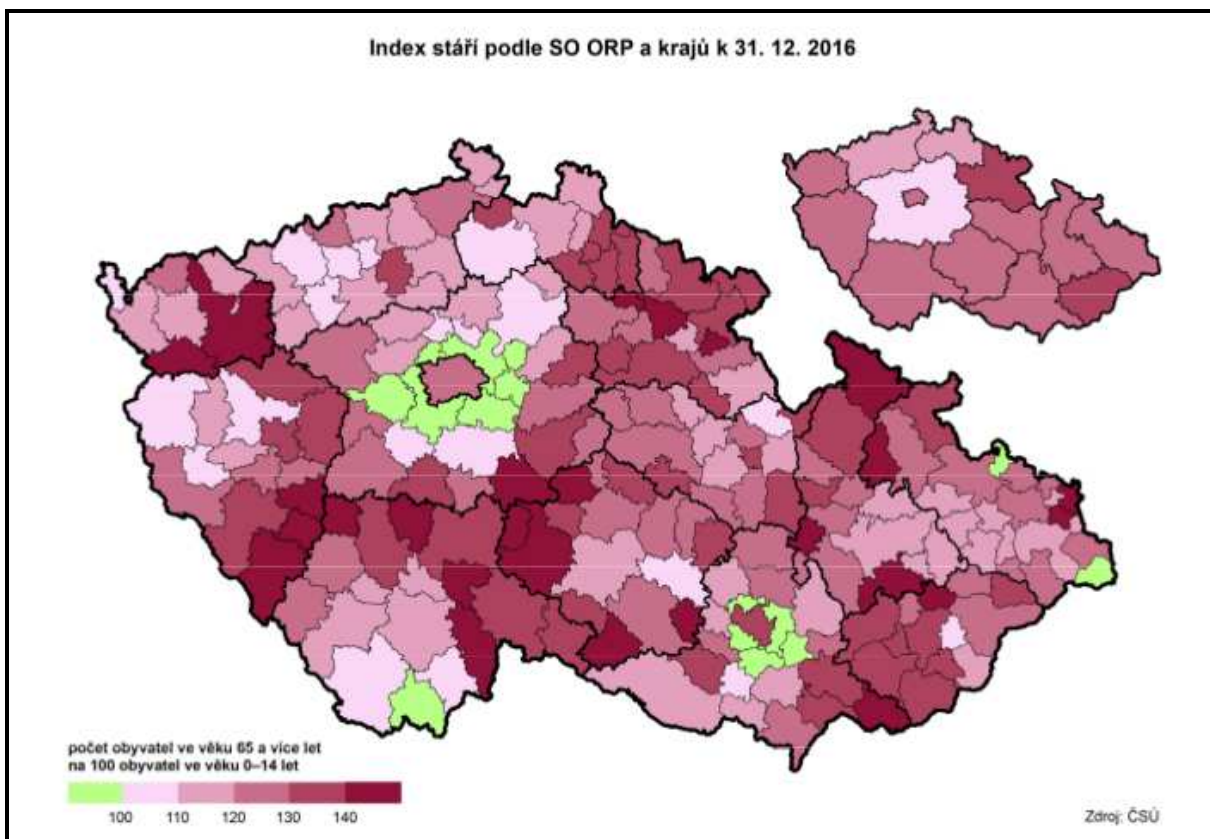 Index stáří podle SO ORP a krajů k 31. 12. 2016
počet obyvatel ve věku 65 a více let
na 100 obyvatel ve věku 0–14 let
100 110 120 130 140
Zdroj: ČSÚ